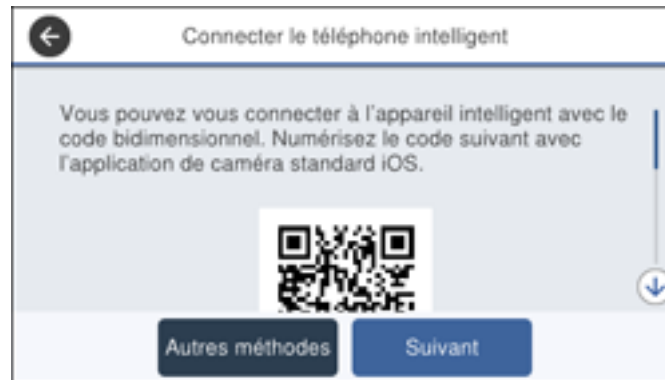 Connecter le téléphone intelligent
Vous pouvez vous connecter à l'appareil intelligent avec le
code bidimensionnel. Numérisez le code suivant avec
l'application de caméra standard iOS.
Autres méthodes
Suivant